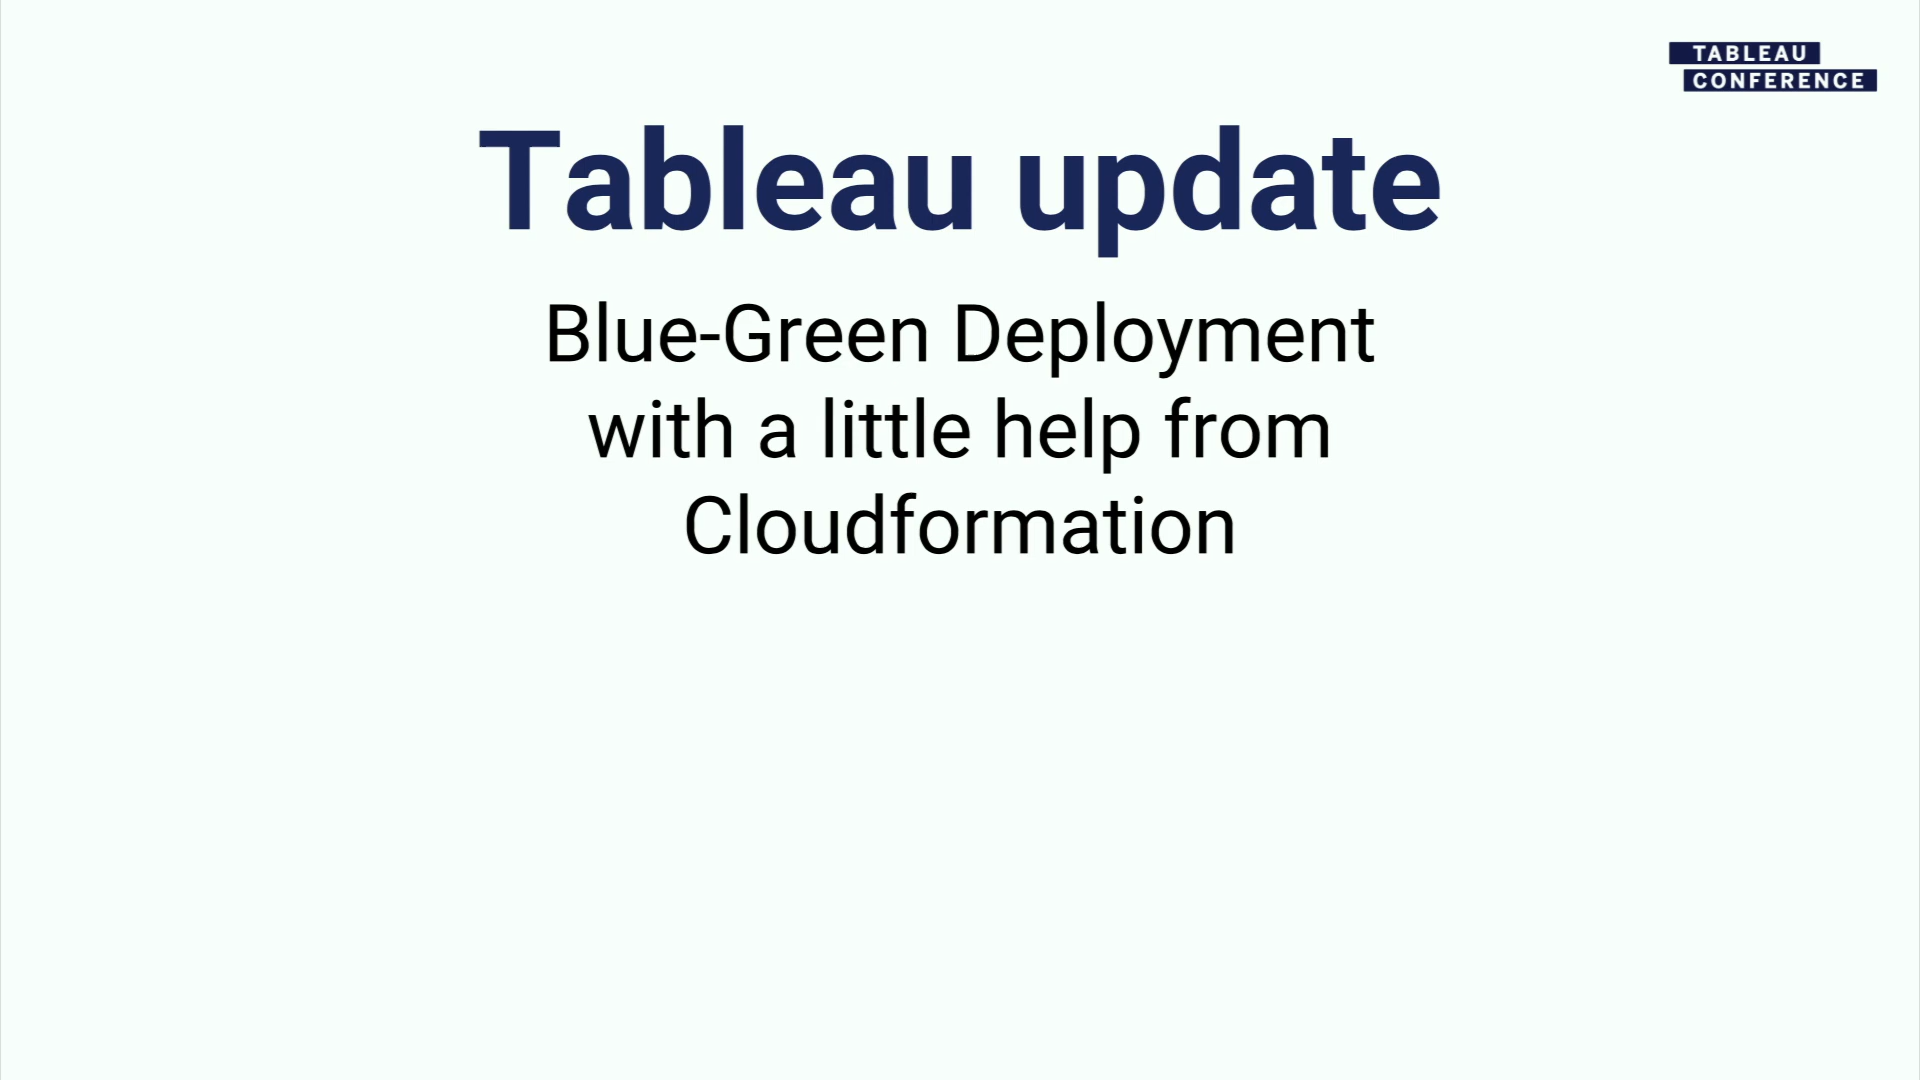 TABLEAU
CONFERENCE
Tableau update
Blue-Green Deployment
with a little help from
Cloudformation